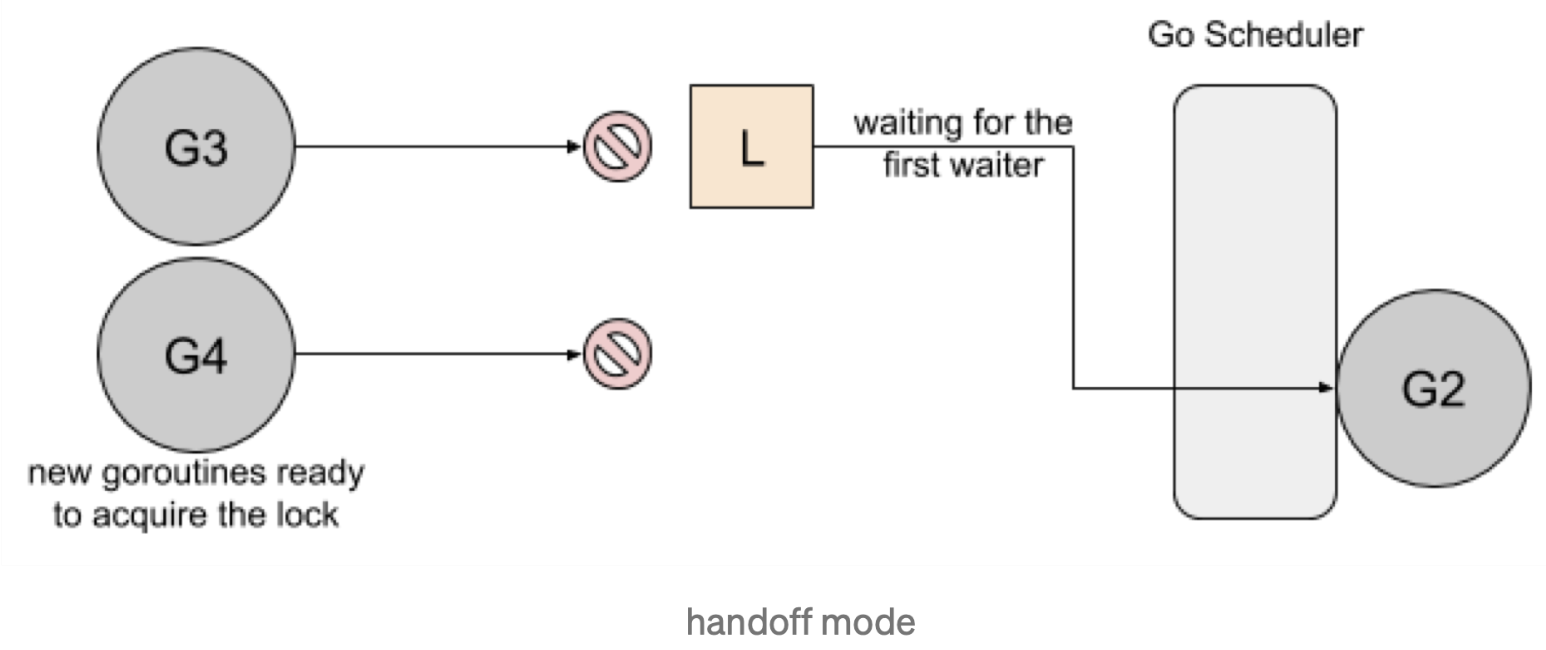 Go Scheduler
G3
L
waiting for the
first waiter
G4
G2
new goroutines ready
to acquire the lock
handoff mode